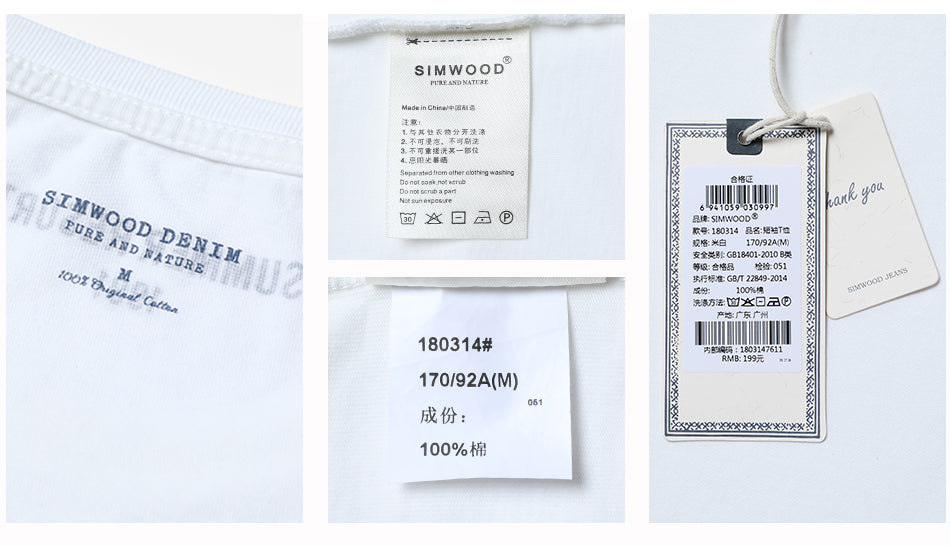 SIMWOOD DENIM
PURE AND NATURE
M
100% Original Cotton
SIMWOOD®
PURE AND NATURE
Made in China/中国制造
注意:
1.与其他衣物分开洗涤
2.不可浸泡，不可刷洗
3.不可重搓洗某一部位
4.忌阳光暴晒
Separated from other clothing washing
Do not soak,not scrub
Do not scrub a part
Not sun exposure
30
P
180314#
170/92A(M)
051
成份：
100%棉
合格证
6 941059 030997
品牌: SIMWOOD®
款号: 180314 品名: 短袖T恤
规格: 米白 170/92A(M)
安全类别: GB18401-2010 B类
等级: 合格品 检验: 051
执行标准: GB/T 22849-2014
成份: 100%棉
洗涤方法:
产地: 广东 广州
内部编码：1803147611
RMB: 199元
hank you
SIMWOOD JEANS